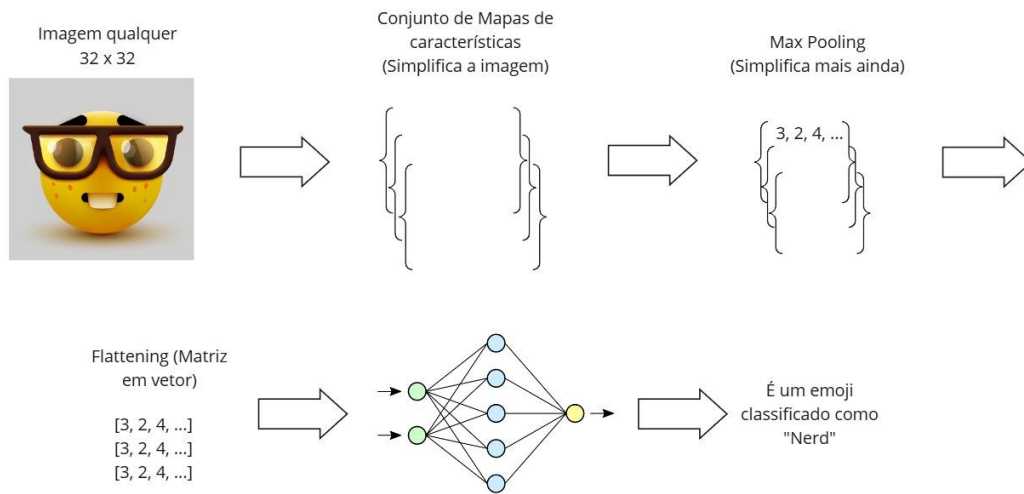 Imagem qualquer
32 x 32
Conjunto de Mapas de
características
(Simplifica a imagem)
Max Pooling
(Simplifica mais ainda)
3, 2, 4, ...
Flattening (Matriz
em vetor)
[3, 2, 4, ...]
[3, 2, 4, ...]
[3, 2, 4, ...]
É um emoji
classificado como
"Nerd"